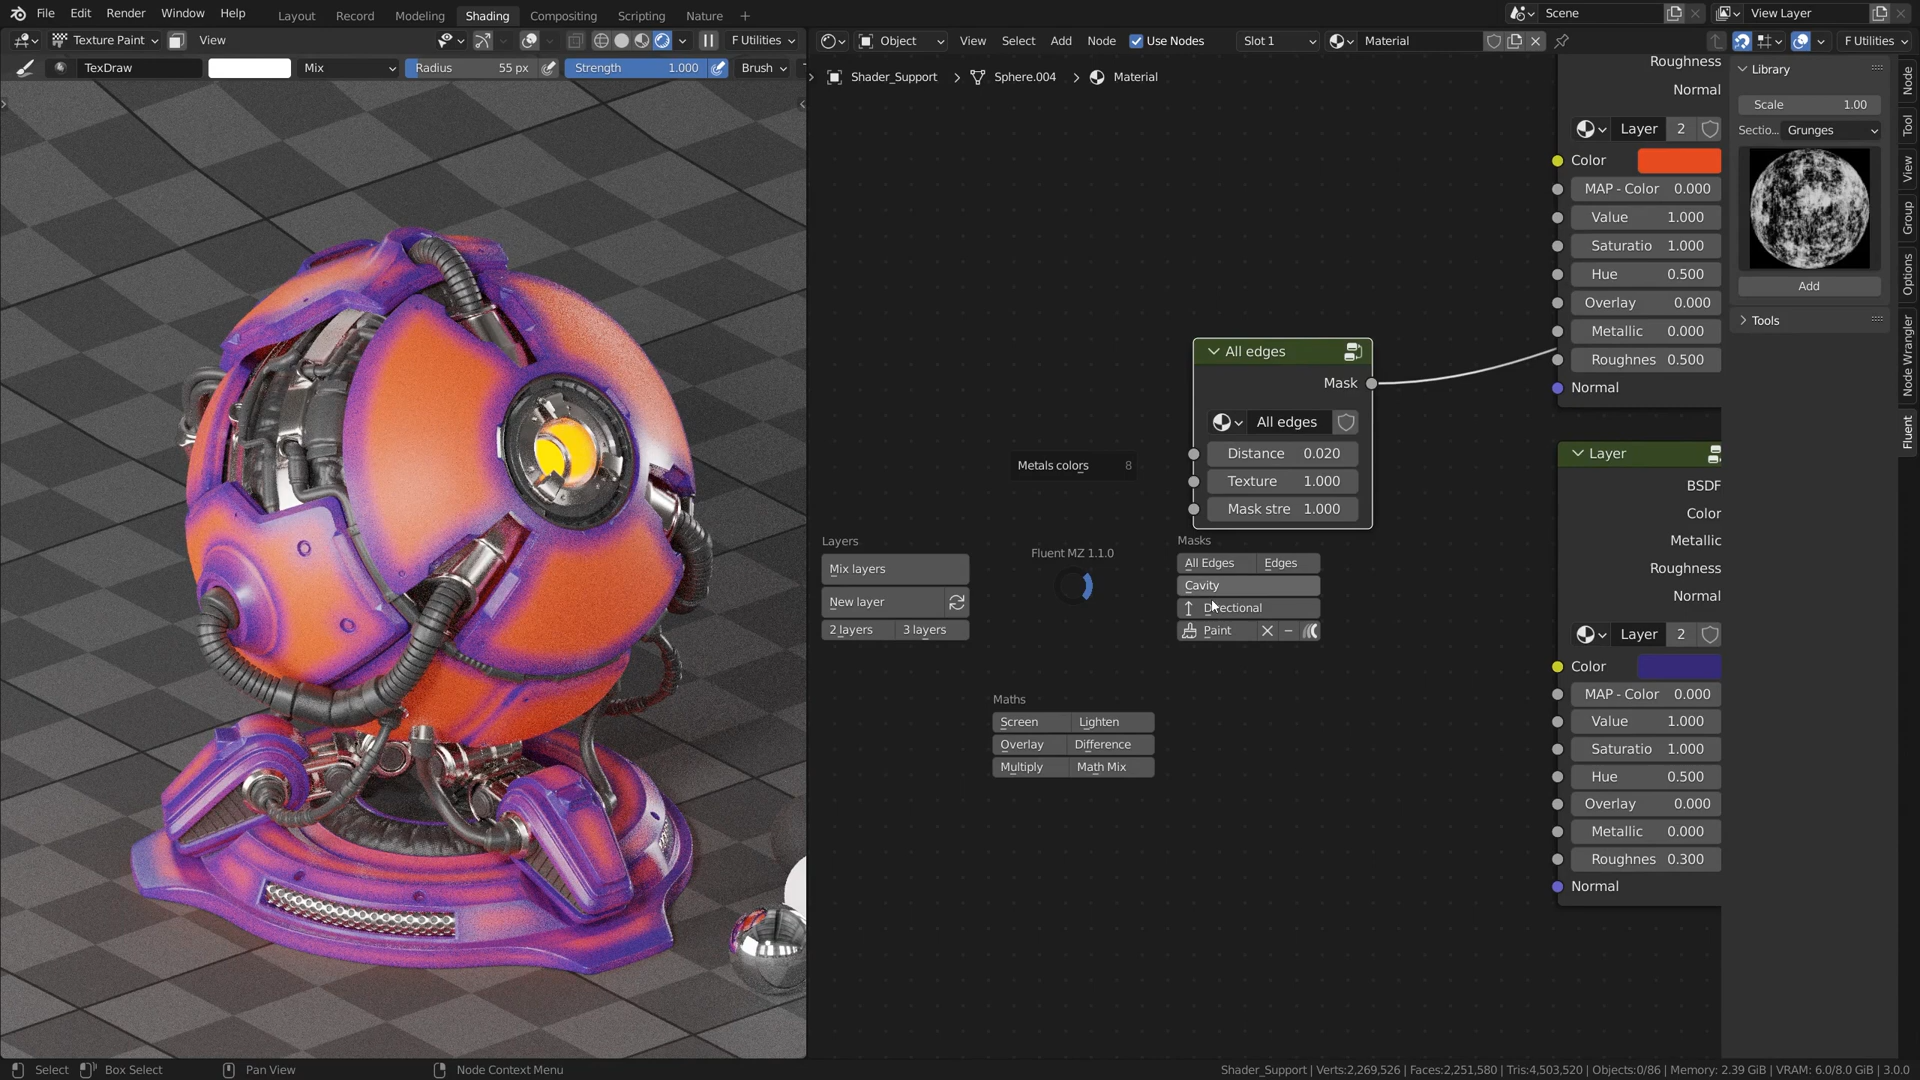 File Edit Render Window Help Layout Record Modeling Shading Compositing Scripting Nature + Scene View Layer
Texture Paint View F Utilities Object View Select Add Node Use Nodes Slot 1 Material F Utilities
TexDraw Mix Radius 55 px Strength 1.000 Brush
Shader_Support > Sphere.004 > Material
Roughness
Normal
Layer 2
Color
MAP - Color 0.000
Value 1.000
Saturatio 1.000
Hue 0.500
Overlay 0.000
Metallic 0.000
Roughnes 0.500
Normal
Library
Scale 1.00
Sectio... Grunges
Add
Tools
Node
Tool
View
Group
Options
Node Wrangler
Fluent
All edges
Mask
All edges
Distance 0.020
Texture 1.000
Mask stre 1.000
Metals colors 8
Layers
Mix layers
New layer
2 layers 3 layers
Fluent MZ 1.1.0
Masks
All Edges Edges
Cavity
Directional
Paint
Maths
Screen Lighten
Overlay Difference
Multiply Math Mix
Layer
BSDF
Color
Metallic
Roughness
Normal
Layer 2
Color
MAP - Color 0.000
Value 1.000
Saturatio 1.000
Hue 0.500
Overlay 0.000
Metallic 0.000
Roughnes 0.300
Normal
Select Box Select Pan View Node Context Menu Shader_Support | Verts:2,269,526 | Faces:2,251,580 | Tris:4,503,520 | Objects:0/86 | Memory: 2.39 GiB | VRAM: 6.0/8.0 GiB | 3.0.0